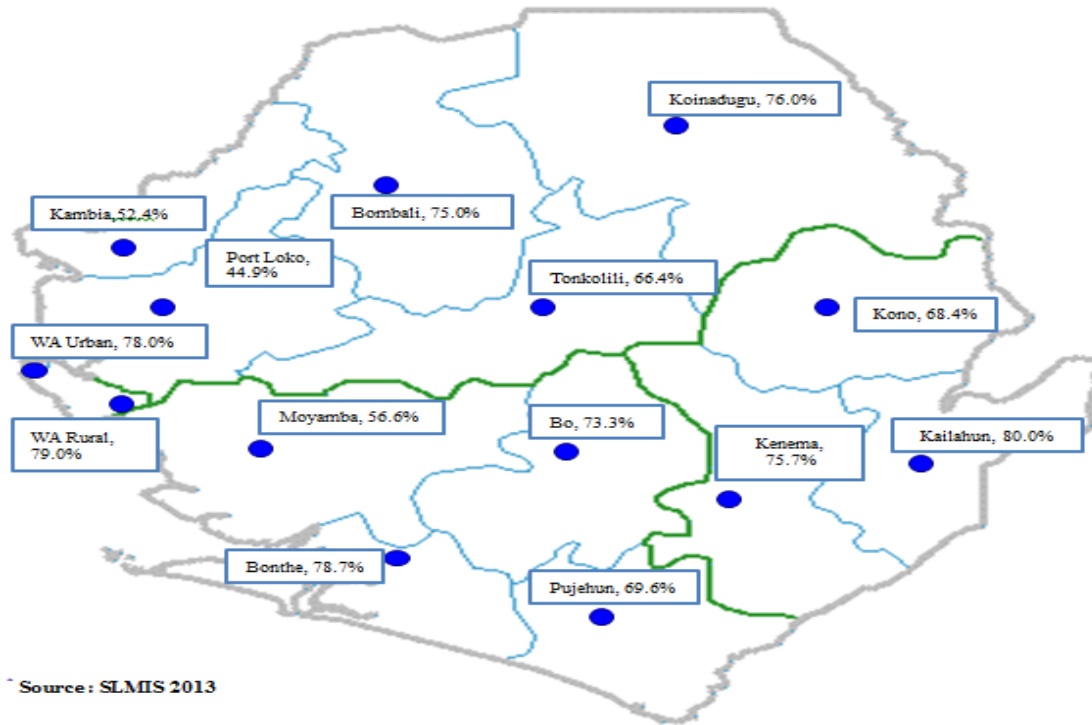 Koinadugu, 76.0%
Bombali, 75.0%
Kambia,52.4%
Port Loko,
44.9%
Tonkolili, 66.4%
Kono, 68.4%
WA Urban, 78.0%
Moyamba, 56.6%
Bo, 73.3%
Kenema,
75.7%
Kailahun, 80.0%
WA Rural,
79.0%
Bonthe, 78.7%
Pujehun, 69.6%
Source: SLMIS 2013